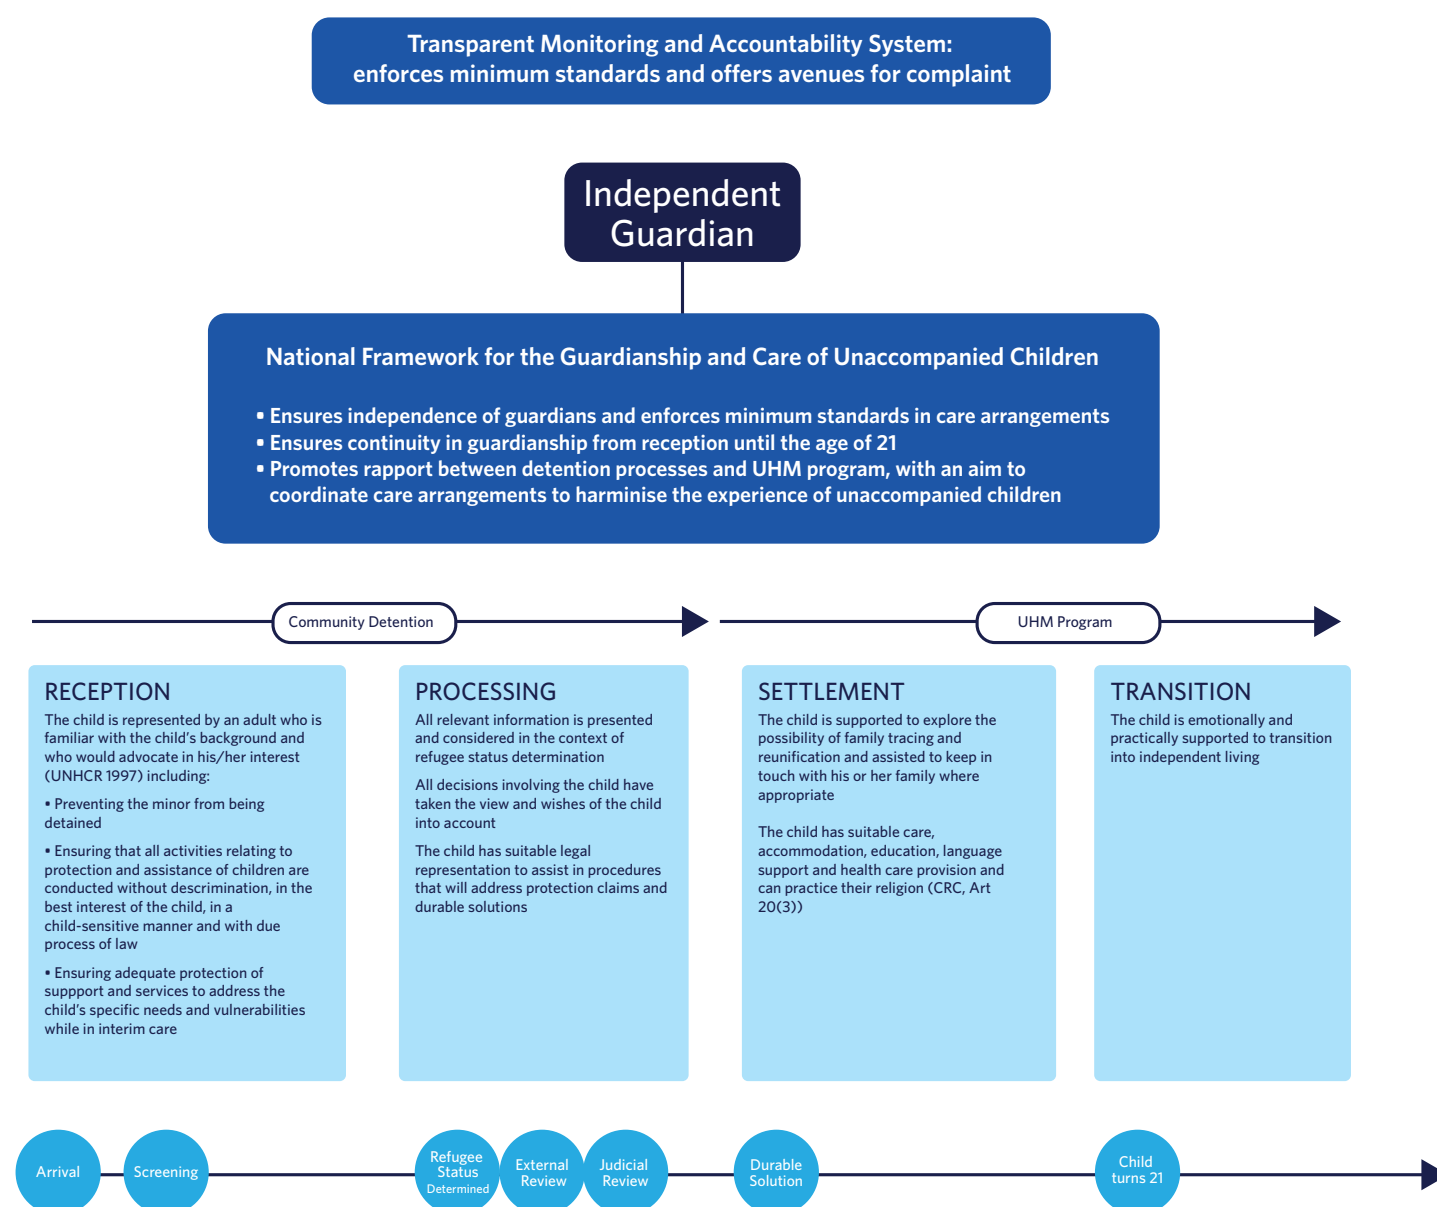 Transparent Monitoring and Accountability System:
enforces minimum standards and offers avenues for complaint
Independent
Guardian
National Framework for the Guardianship and Care of Unaccompanied Children
• Ensures independence of guardians and enforces minimum standards in care arrangements
• Ensures continuity in guardianship from reception until the age of 21
• Promotes rapport between detention processes and UHM program, with an aim to
coordinate care arrangements to harminise the experience of unaccompanied children
Community Detention
UHM Program
RECEPTION
The child is represented by an adult who is
familiar with the child's background and
who would advocate in his/her interest
(UNHCR 1997) including:
• Preventing the minor from being
detained
• Ensuring that all activities relating to
protection and assistance of children are
conducted without descrimination, in the
best interest of the child, in a
child-sensitive manner and with due
process of law
• Ensuring adequate protection of
suppport and services to address the
child's specific needs and vulnerabilities
while in interim care
PROCESSING
All relevant information is presented
and considered in the context of
refugee status determination
All decisions involving the child have
taken the view and wishes of the child
into account
The child has suitable legal
representation to assist in procedures
that will address protection claims and
durable solutions
SETTLEMENT
The child is supported to explore the
possibility of family tracing and
reunification and assisted to keep in
touch with his or her family where
appropriate
The child has suitable care,
accommodation, education, language
support and health care provision and
can practice their religion (CRC, Art
20(3))
TRANSITION
The child is emotionally and
practically supported to transition
into independent living
Arrival
Screening
Refugee
Status
Determined
External
Review
Judicial
Review
Durable
Solution
Child
turns 21